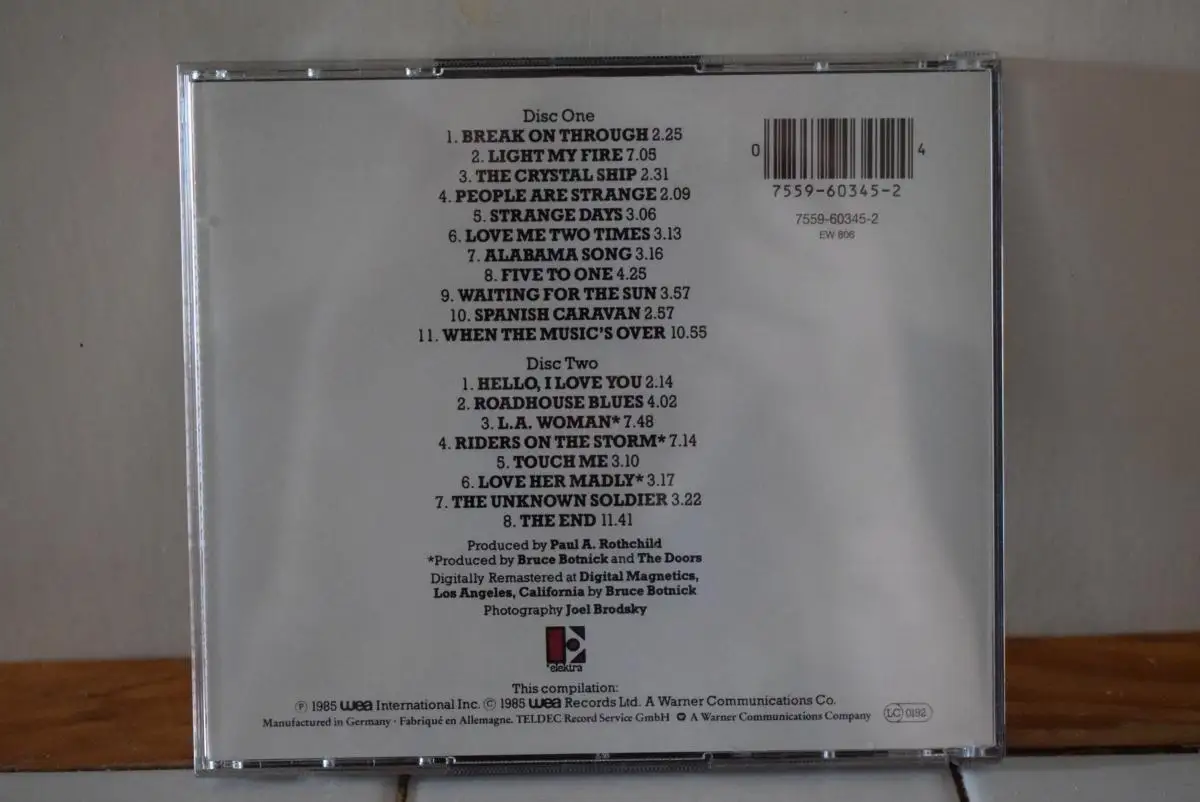 Disc One
1. BREAK ON THROUGH 2.25
2. LIGHT MY FIRE 7.05
3. THE CRYSTAL SHIP 2.31
4. PEOPLE ARE STRANGE 2.09
5. STRANGE DAYS 3.06
6. LOVE ME TWO TIMES 3.13
7. ALABAMA SONG 3.16
8. FIVE TO ONE 4.25
9. WAITING FOR THE SUN 3.57
10. SPANISH CARAVAN 2.57
11. WHEN THE MUSIC'S OVER 10.55
Disc Two
1. HELLO, I LOVE YOU 2.14
2. ROADHOUSE BLUES 4.02
3. L.A. WOMAN* 7.48
4. RIDERS ON THE STORM* 7.14
5. TOUCH ME 3.10
6. LOVE HER MADLY* 3.17
7. THE UNKNOWN SOLDIER 3.22
8. THE END 11.41
Produced by Paul A. Rothchild
*Produced by Bruce Botnick and The Doors
Digitally Remastered at Digital Magnetics,
Los Angeles, California by Bruce Botnick
Photography Joel Brodsky
elektra
This compilation:
℗ 1985 wea International Inc. © 1985 wea Records Ltd. A Warner Communications Co.
Manufactured in Germany · Fabriqué en Allemagne. TELDEC Record Service GmbH A Warner Communications Company
LC 0192
0 4
7559-60345-2
7559-60345-2
EW 806